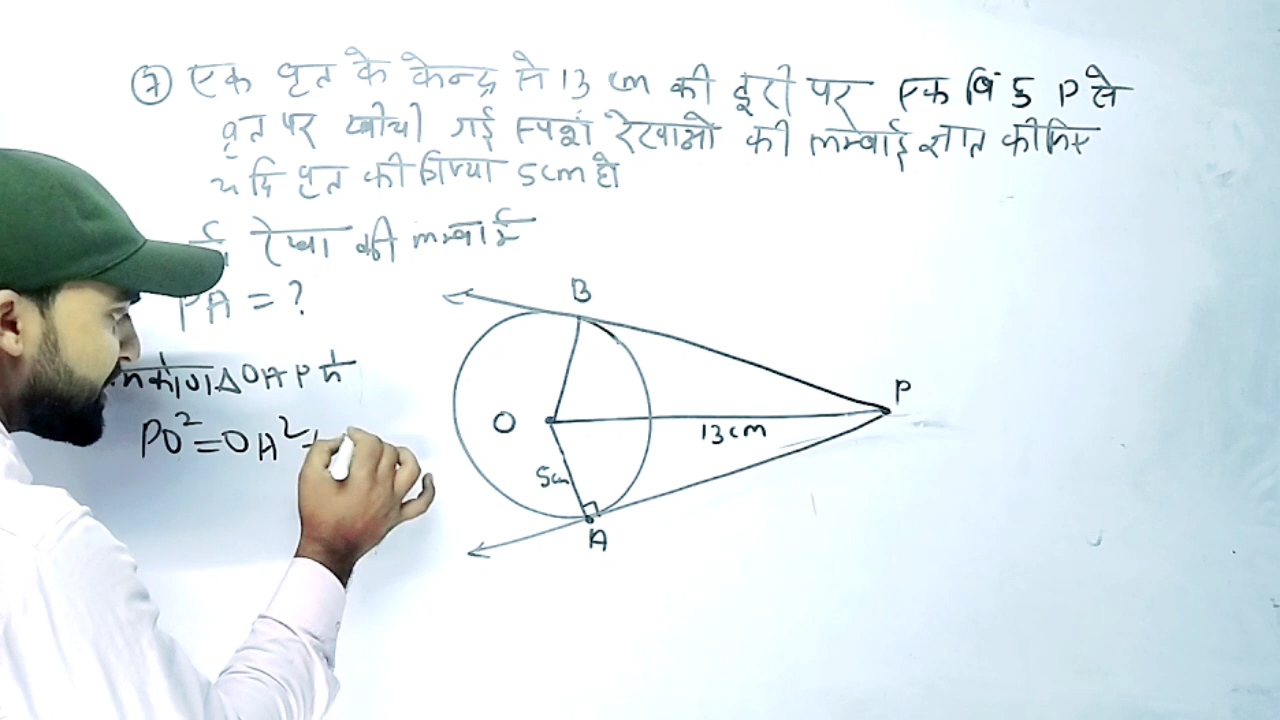 ⑦ एक वृत के केन्द्र से 13 cm की दूरी पर एक बिंदु P से
वृत पर खीची गई स्पर्श रेखाओ की लम्बाई ज्ञात कीजिए
यदि वृत की त्रिज्या 5cm हो
रेखा की लम्बाई
PA = ?
B
△OAP में
P
PO² = OA² +
O
13cm
5cm
A